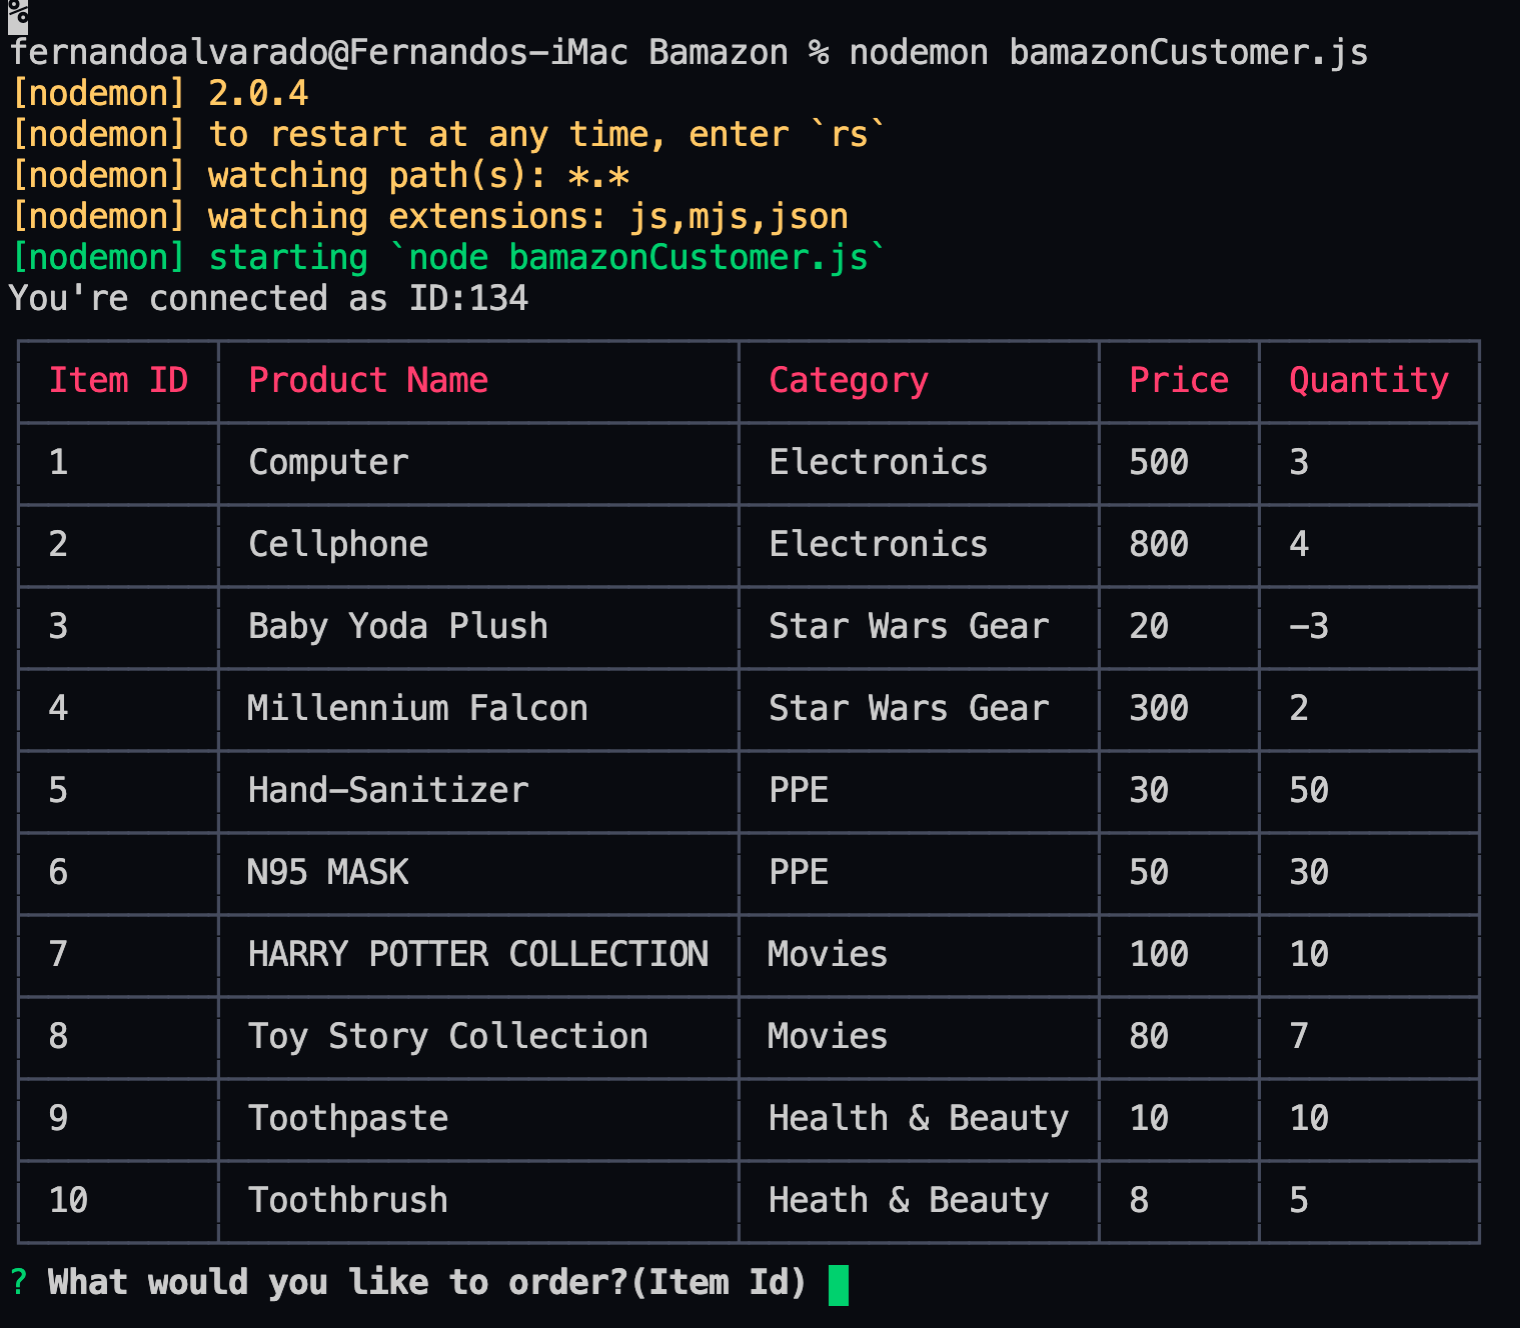 %
fernandoalvarado@Fernandos-iMac Bamazon % nodemon bamazonCustomer.js
[nodemon] 2.0.4
[nodemon] to restart at any time, enter `rs`
[nodemon] watching path(s): *.*
[nodemon] watching extensions: js,mjs,json
[nodemon] starting `node bamazonCustomer.js`
You're connected as ID:134
Item ID Product Name Category Price Quantity
1 Computer Electronics 500 3
2 Cellphone Electronics 800 4
3 Baby Yoda Plush Star Wars Gear 20 -3
4 Millennium Falcon Star Wars Gear 300 2
5 Hand-Sanitizer PPE 30 50
6 N95 MASK PPE 50 30
7 HARRY POTTER COLLECTION Movies 100 10
8 Toy Story Collection Movies 80 7
9 Toothpaste Health & Beauty 10 10
10 Toothbrush Heath & Beauty 8 5
? What would you like to order?(Item Id)